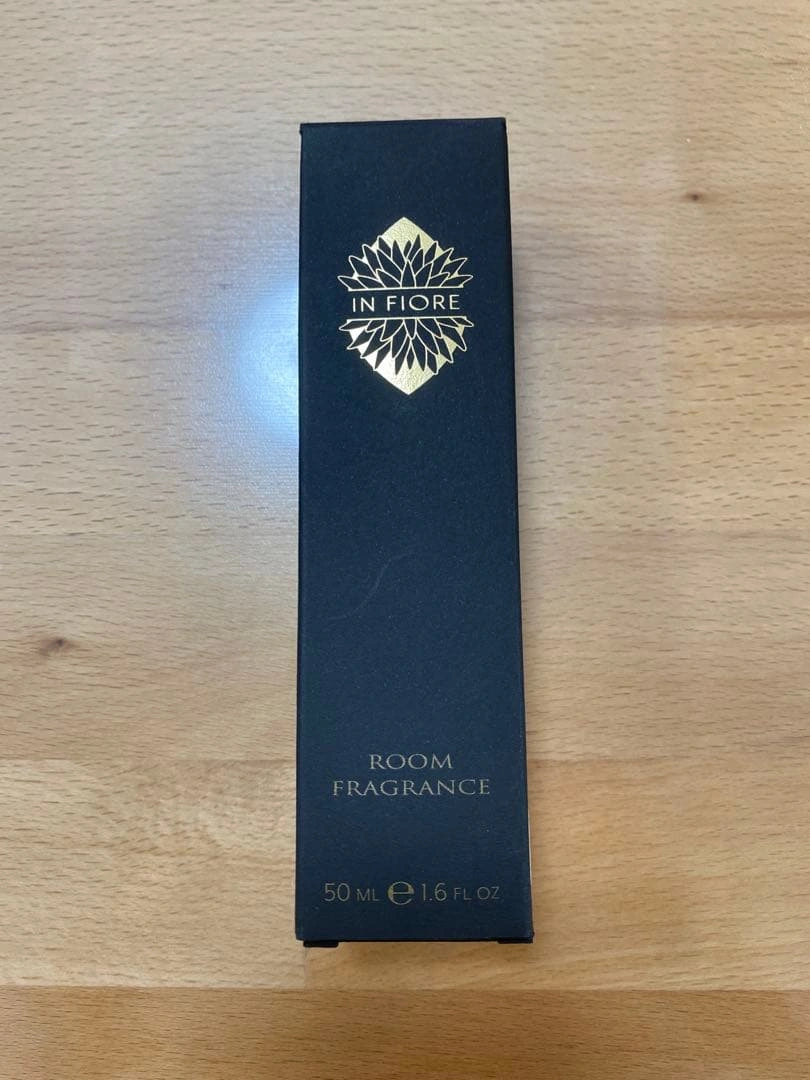 IN FIORE
ROOM
FRAGRANCE
50 ML ℮ 1.6 FL OZ